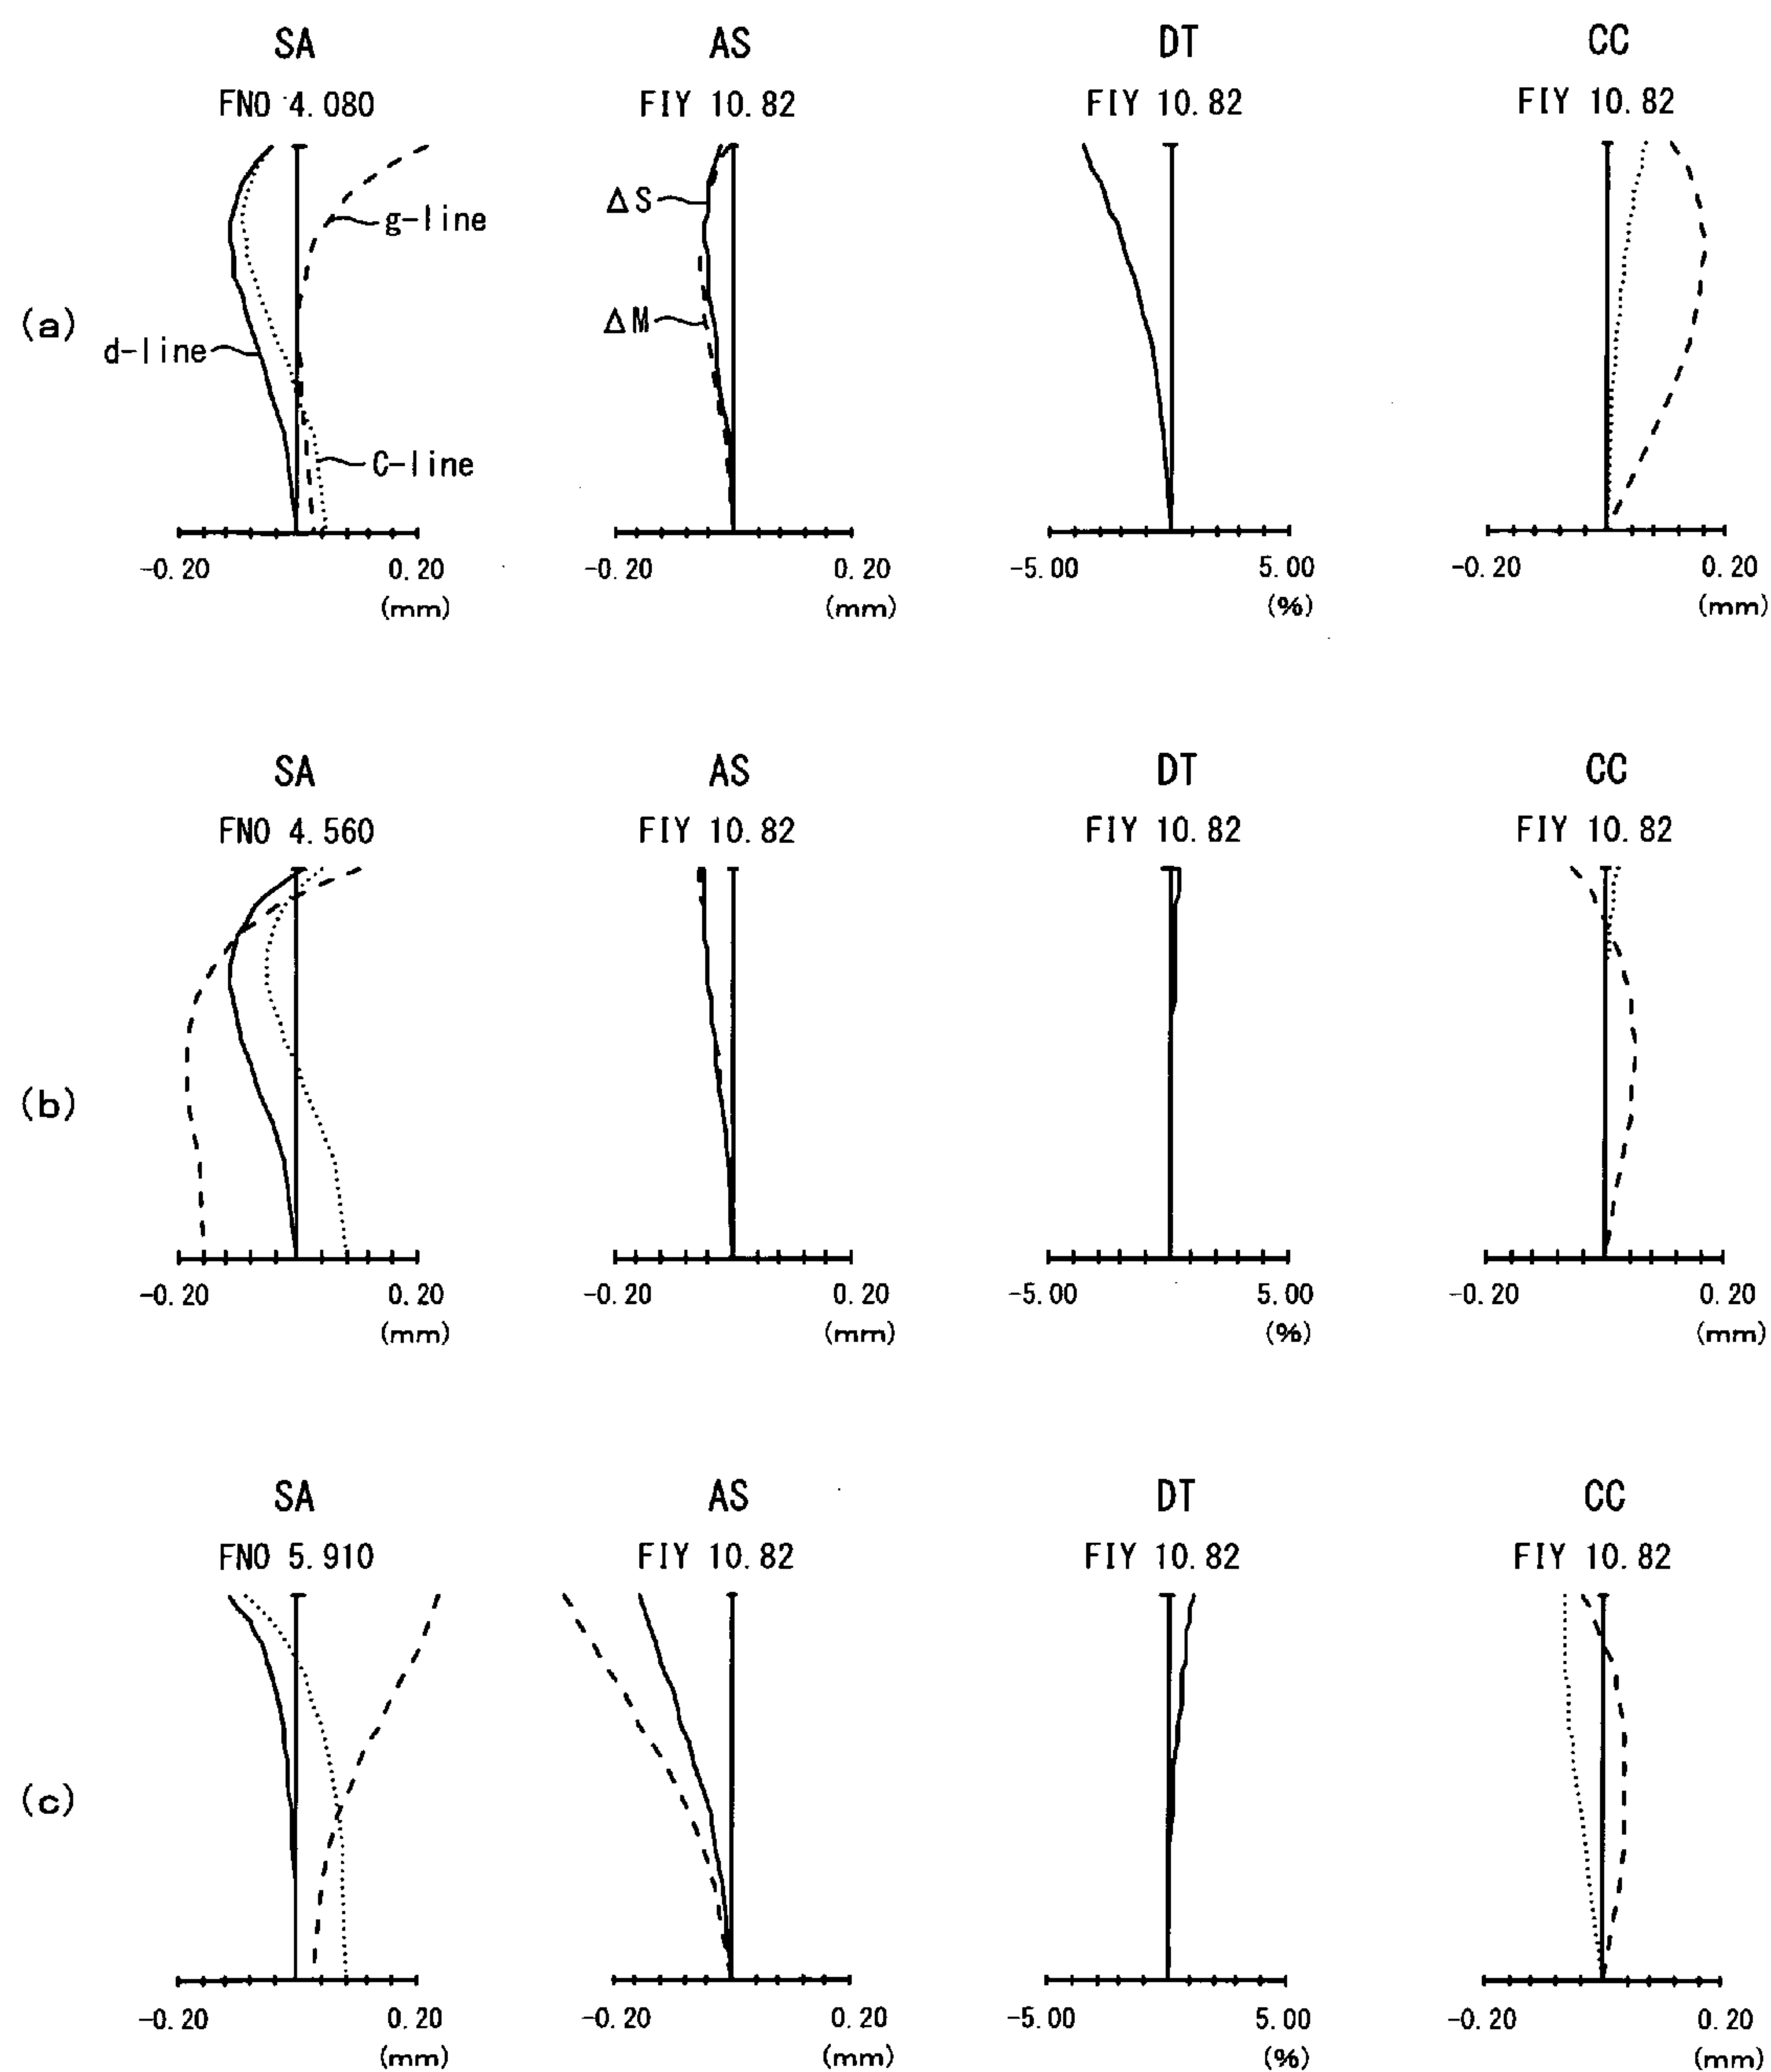 SA AS DT CC
FNO 4.080 FIY 10.82 FIY 10.82 FIY 10.82
ΔS
g-line
(a)
ΔM
d-line
C-line
-0.20 0.20 -0.20 0.20 -5.00 5.00 -0.20 0.20
(mm) (mm) (%) (mm)
SA AS DT CC
FNO 4.560 FIY 10.82 FIY 10.82 FIY 10.82
(b)
-0.20 0.20 -0.20 0.20 -5.00 5.00 -0.20 0.20
(mm) (mm) (%) (mm)
SA AS DT CC
FNO 5.910 FIY 10.82 FIY 10.82 FIY 10.82
(c)
-0.20 0.20 -0.20 0.20 -5.00 5.00 -0.20 0.20
(mm) (mm) (%) (mm)